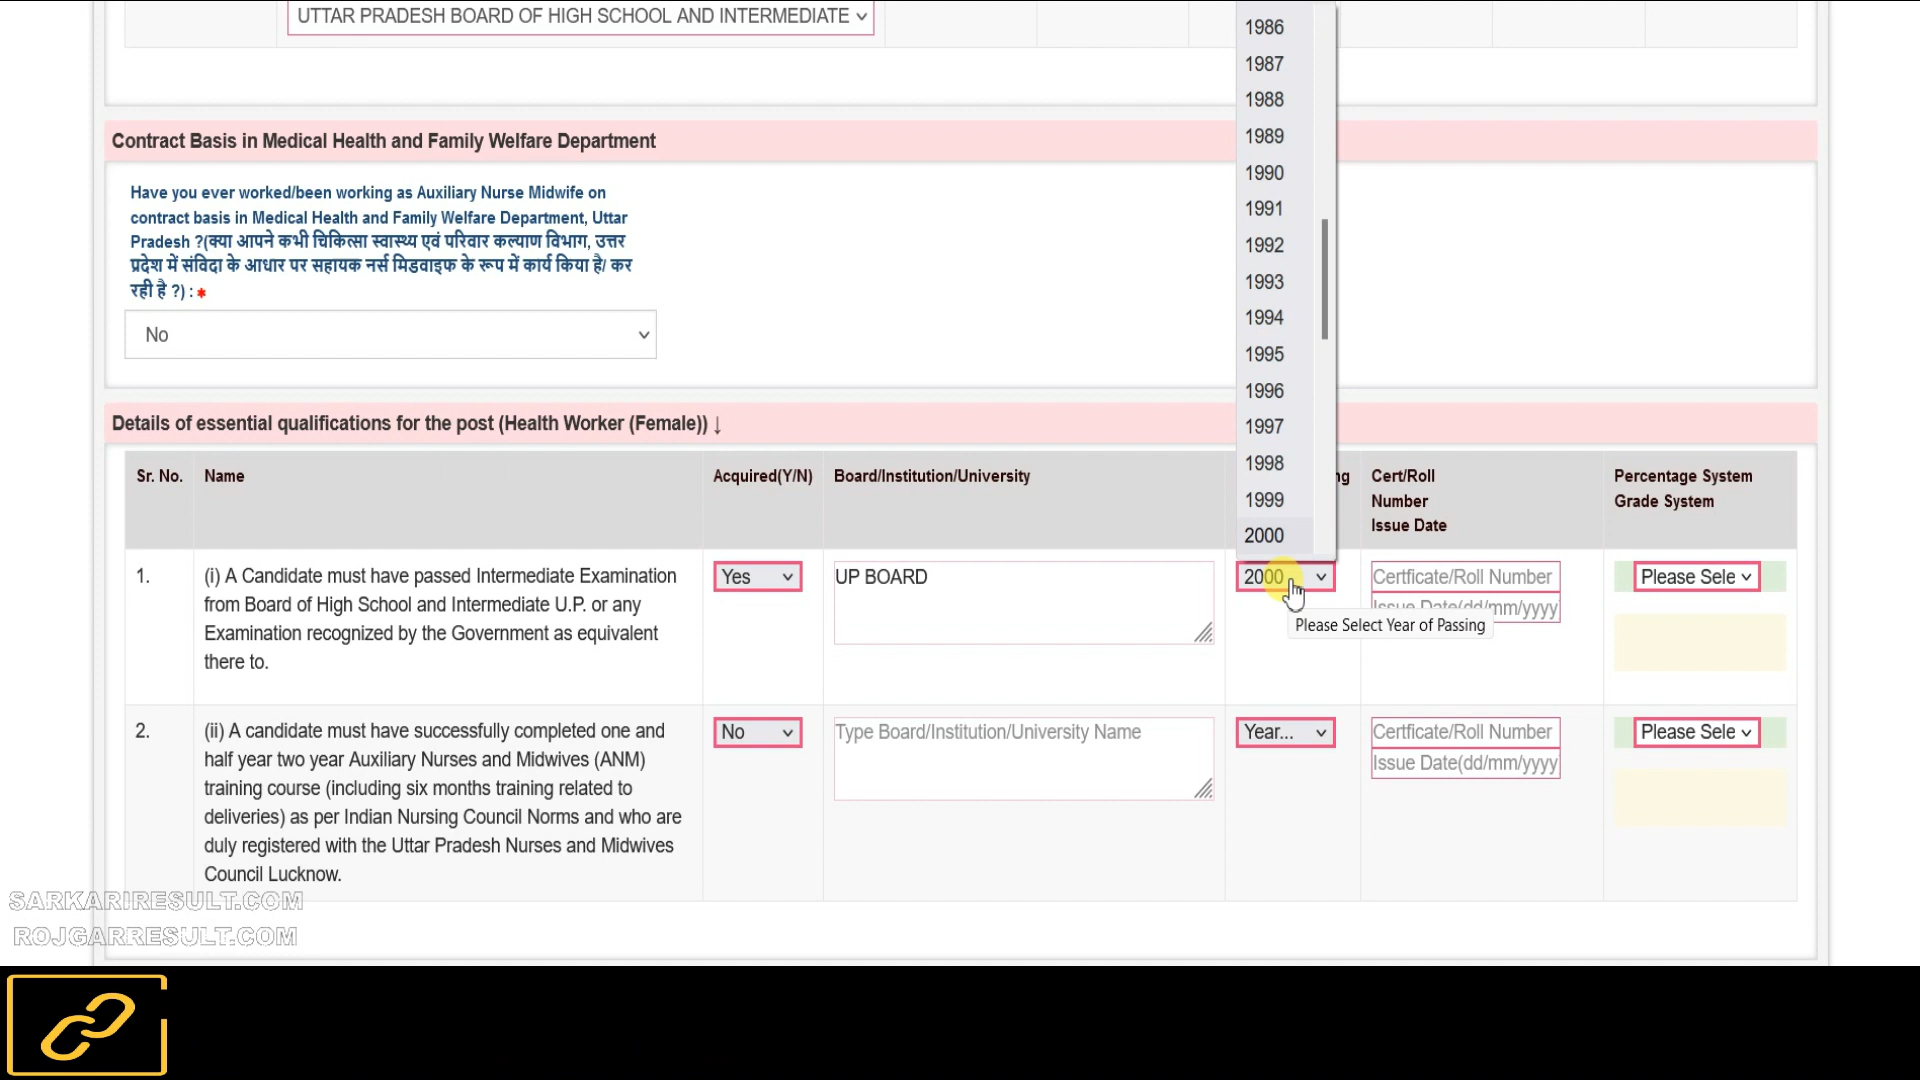 UTTAR PRADESH BOARD OF HIGH SCHOOL AND INTERMEDIATE
1986
1987
1988
1989
1990
1991
1992
1993
1994
1995
1996
1997
1998
1999
2000
Contract Basis in Medical Health and Family Welfare Department
Have you ever worked/been working as Auxiliary Nurse Midwife on
contract basis in Medical Health and Family Welfare Department, Uttar
Pradesh ?(क्या आपने कभी चिकित्सा स्वास्थ्य एवं परिवार कल्याण विभाग, उत्तर
प्रदेश में संविदा के आधार पर सहायक नर्स मिडवाइफ के रूप में कार्य किया है/ कर
रही है ?) : *
No
Details of essential qualifications for the post (Health Worker (Female)) ↓
Sr. No. Name Acquired(Y/N) Board/Institution/University ng Cert/Roll Percentage System
Number Grade System
Issue Date
1. (i) A Candidate must have passed Intermediate Examination Yes UP BOARD 2000 Certficate/Roll Number Please Sele
from Board of High School and Intermediate U.P. or any Issue Date(dd/mm/yyyy
Examination recognized by the Government as equivalent Please Select Year of Passing
there to.
2. (ii) A candidate must have successfully completed one and No Type Board/Institution/University Name Year... Certficate/Roll Number Please Sele
half year two year Auxiliary Nurses and Midwives (ANM) Issue Date(dd/mm/yyyy
training course (including six months training related to
deliveries) as per Indian Nursing Council Norms and who are
duly registered with the Uttar Pradesh Nurses and Midwives
Council Lucknow.
SARKARIRESULT.COM
ROJGARRESULT.COM